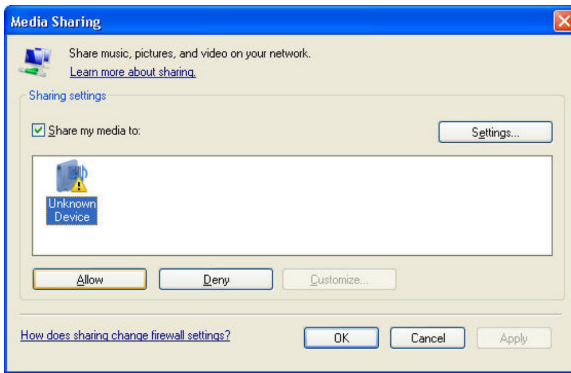 Media Sharing
Share music, pictures, and video on your network.
Learn more about sharing.
Sharing settings
Share my media to:
Settings...
Unknown
Device
Allow
Deny
Customize...
How does sharing change firewall settings?
OK
Cancel
Apply